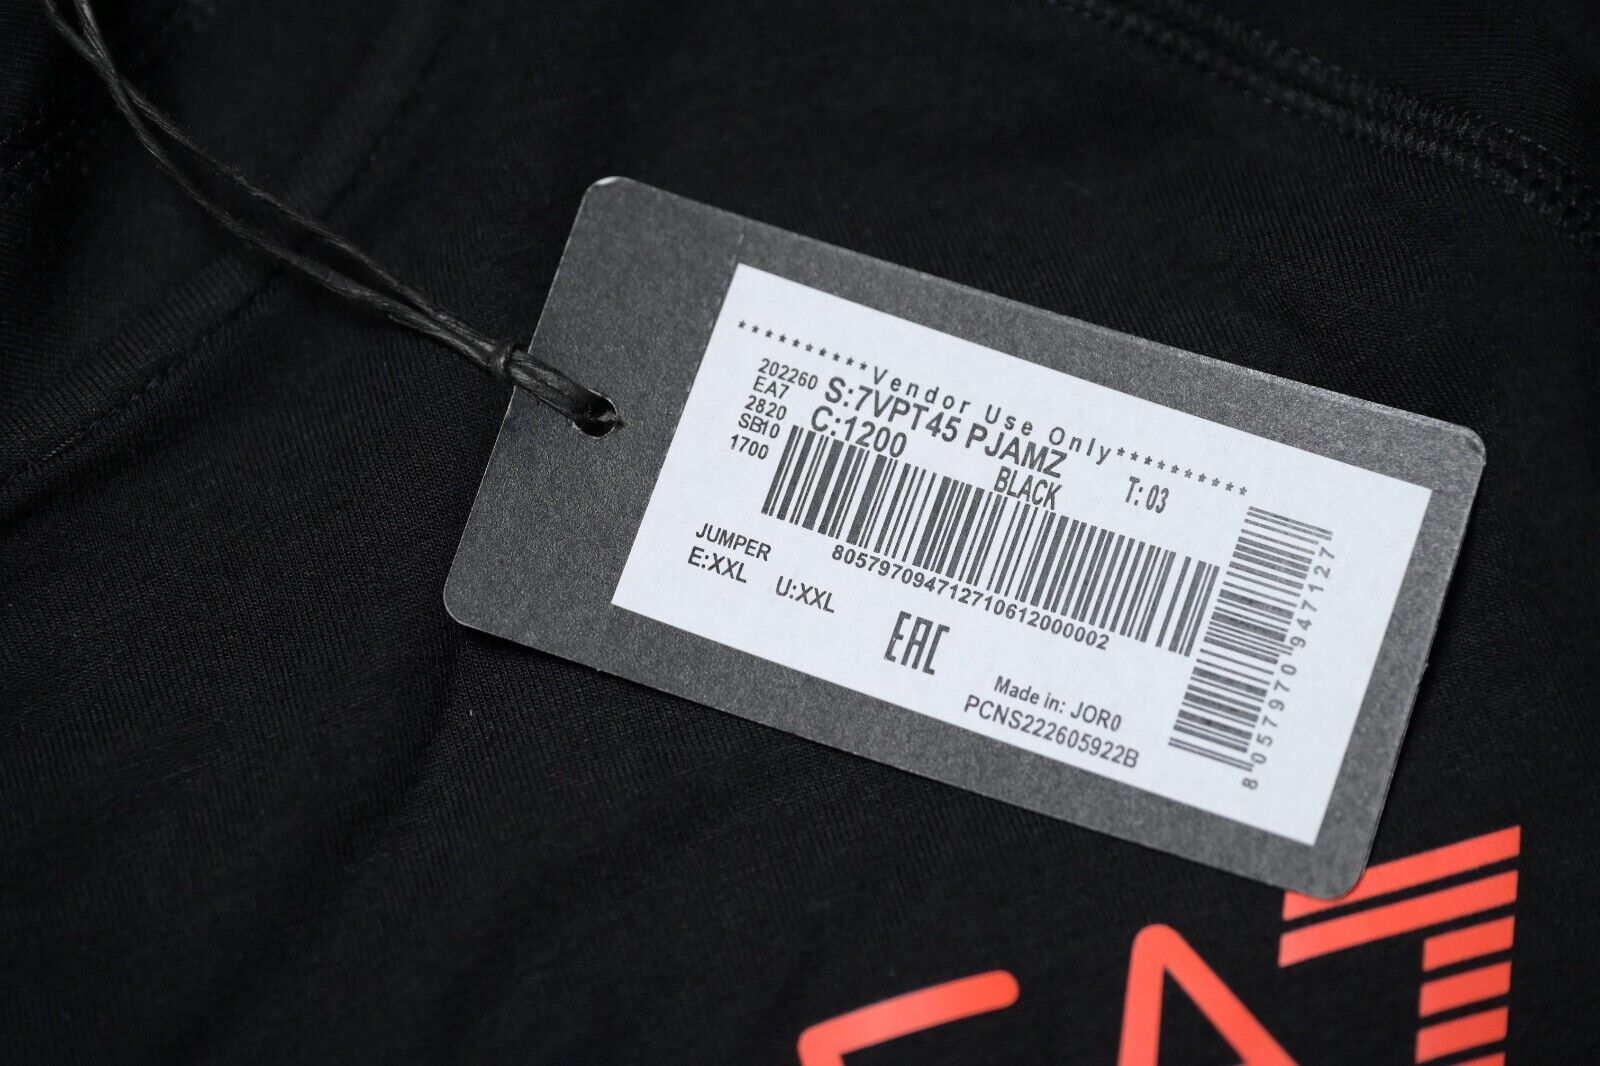 **********Vendor Use Only**********
202260 S:7VPT45 PJAMZ
EA7
2820 C:1200 BLACK T: 03
SB10
1700
805797094712710612000002
JUMPER
E:XXL U:XXL
EAC
Made in: JOR0
PCNS222605922B
8057970947127
EA7